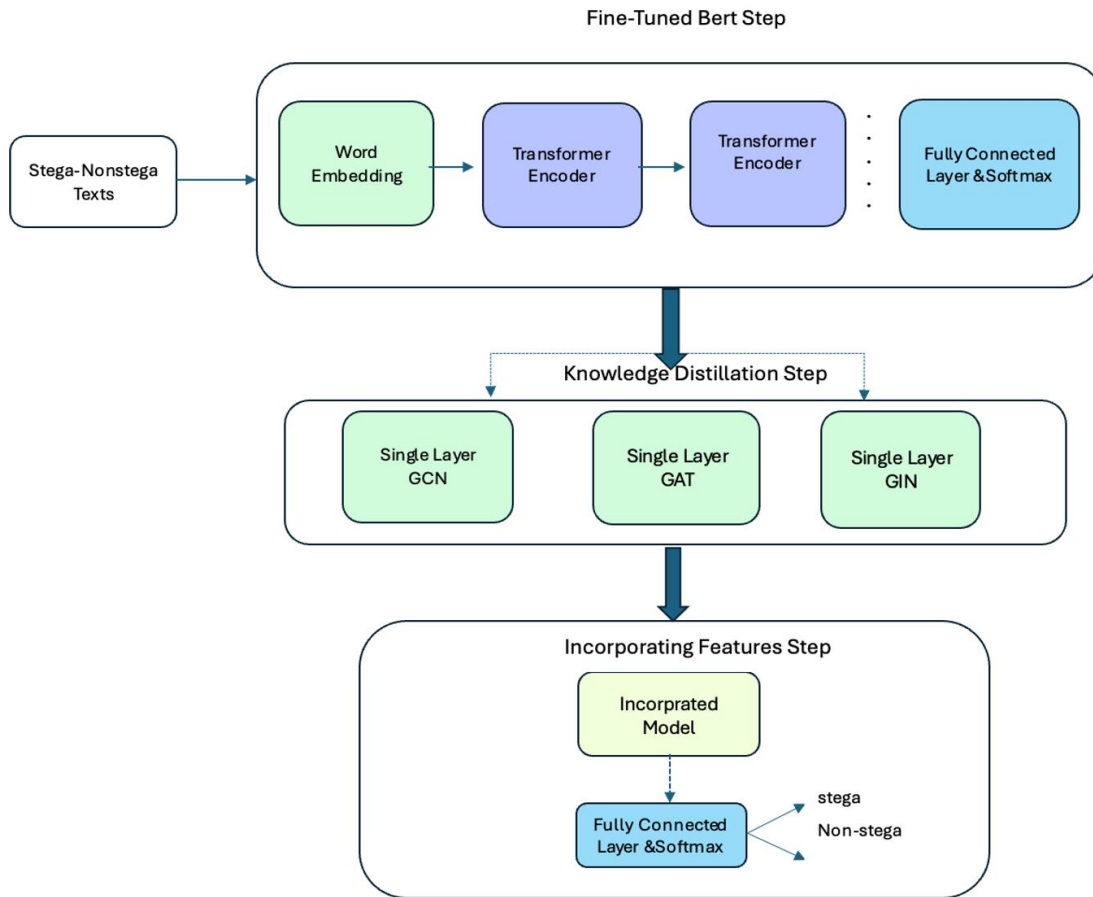 Fine-Tuned Bert Step
Stega-Nonstega
Texts
Word
Embedding
Transformer
Encoder
Transformer
Encoder
Fully Connected
Layer &Softmax
Knowledge Distillation Step
Single Layer
GCN
Single Layer
GAT
Single Layer
GIN
Incorporating Features Step
Incorprated
Model
Fully Connected
Layer &Softmax
stega
Non-stega